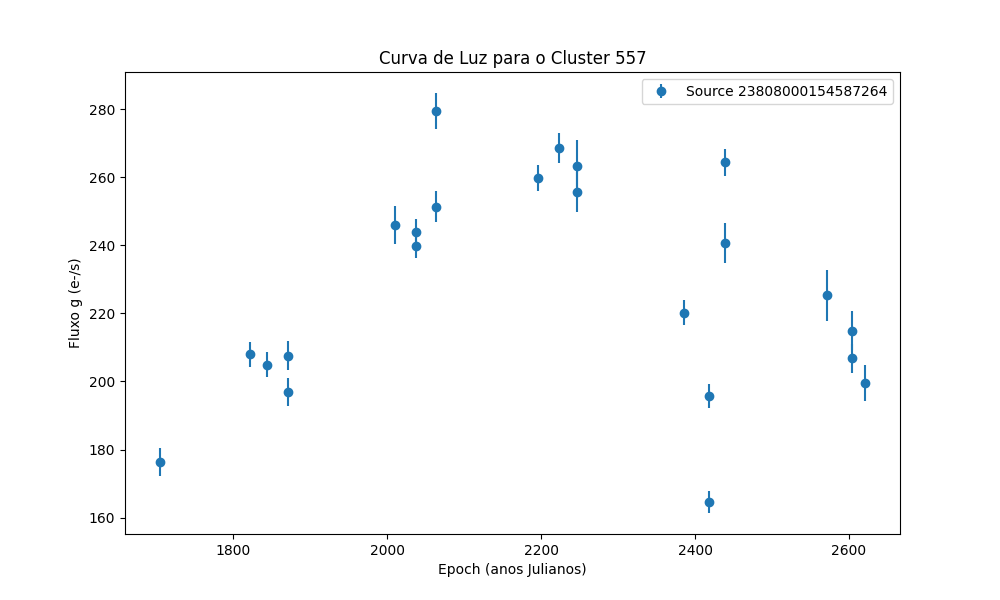 Curva de Luz para o Cluster 557
Source 23808000154587264
280
260
240
220
200
180
160
Fluxo g (e-/s)
1800 2000 2200 2400 2600
Epoch (anos Julianos)